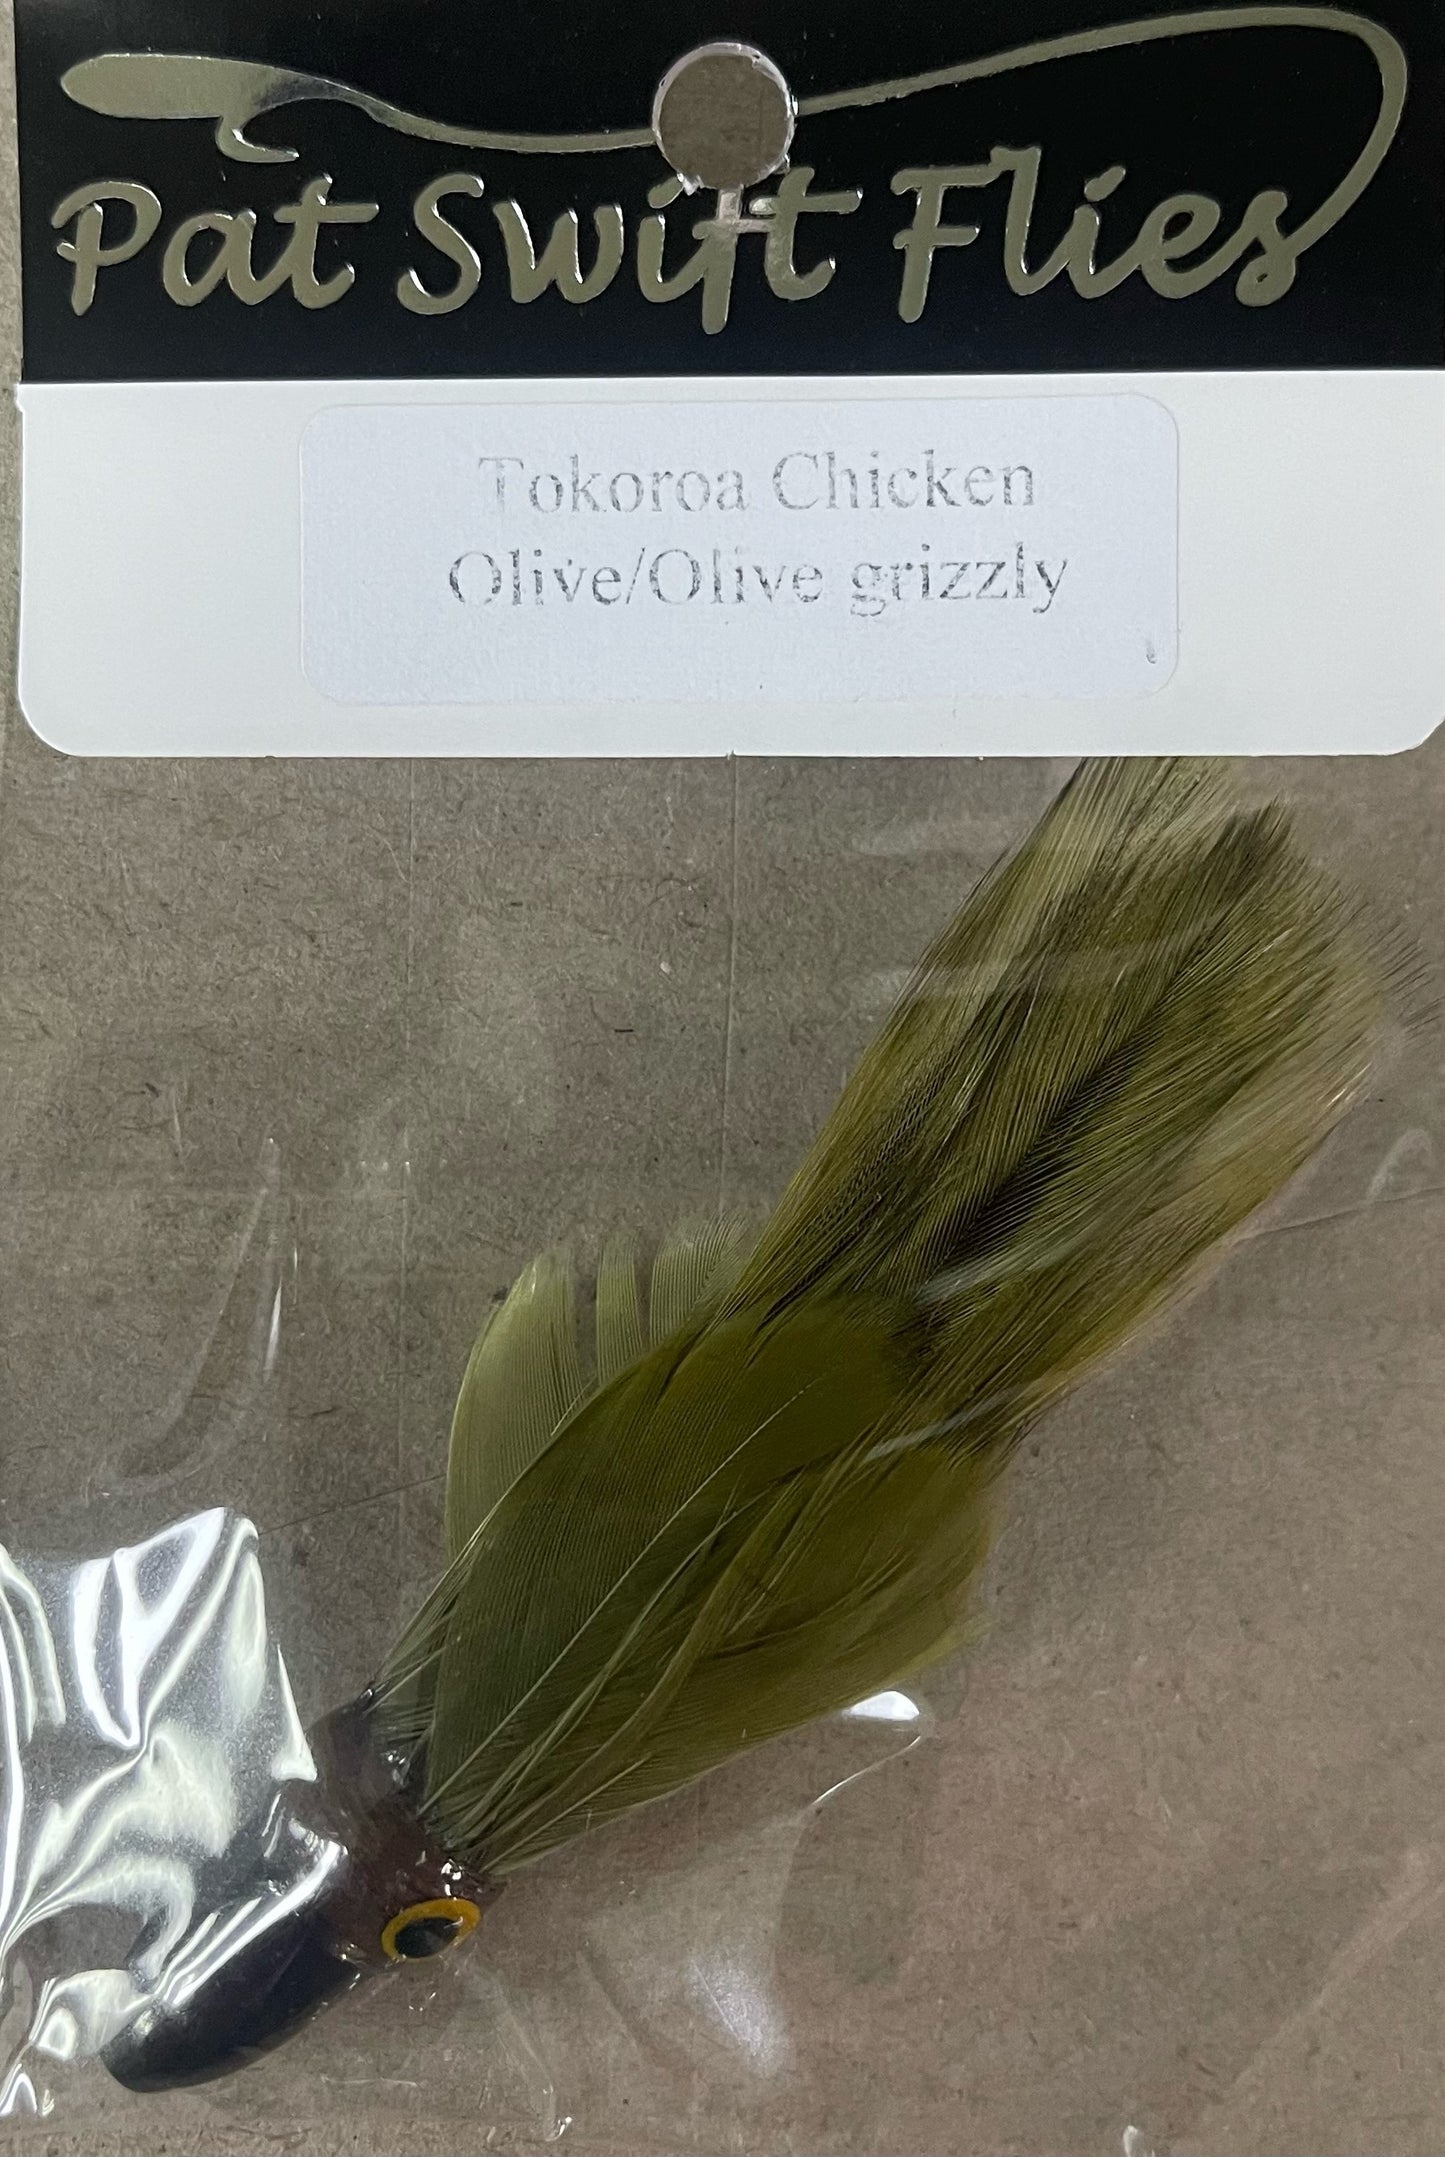 Pat Swift Flies
Tokoroa Chicken
Olive/Olive grizzly